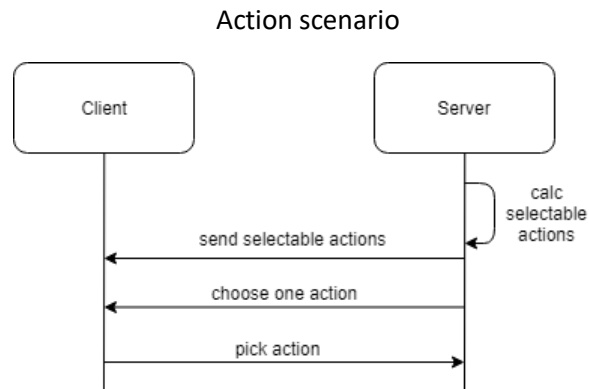 Action scenario
Client
Server
calc
selectable
actions
send selectable actions
choose one action
pick action